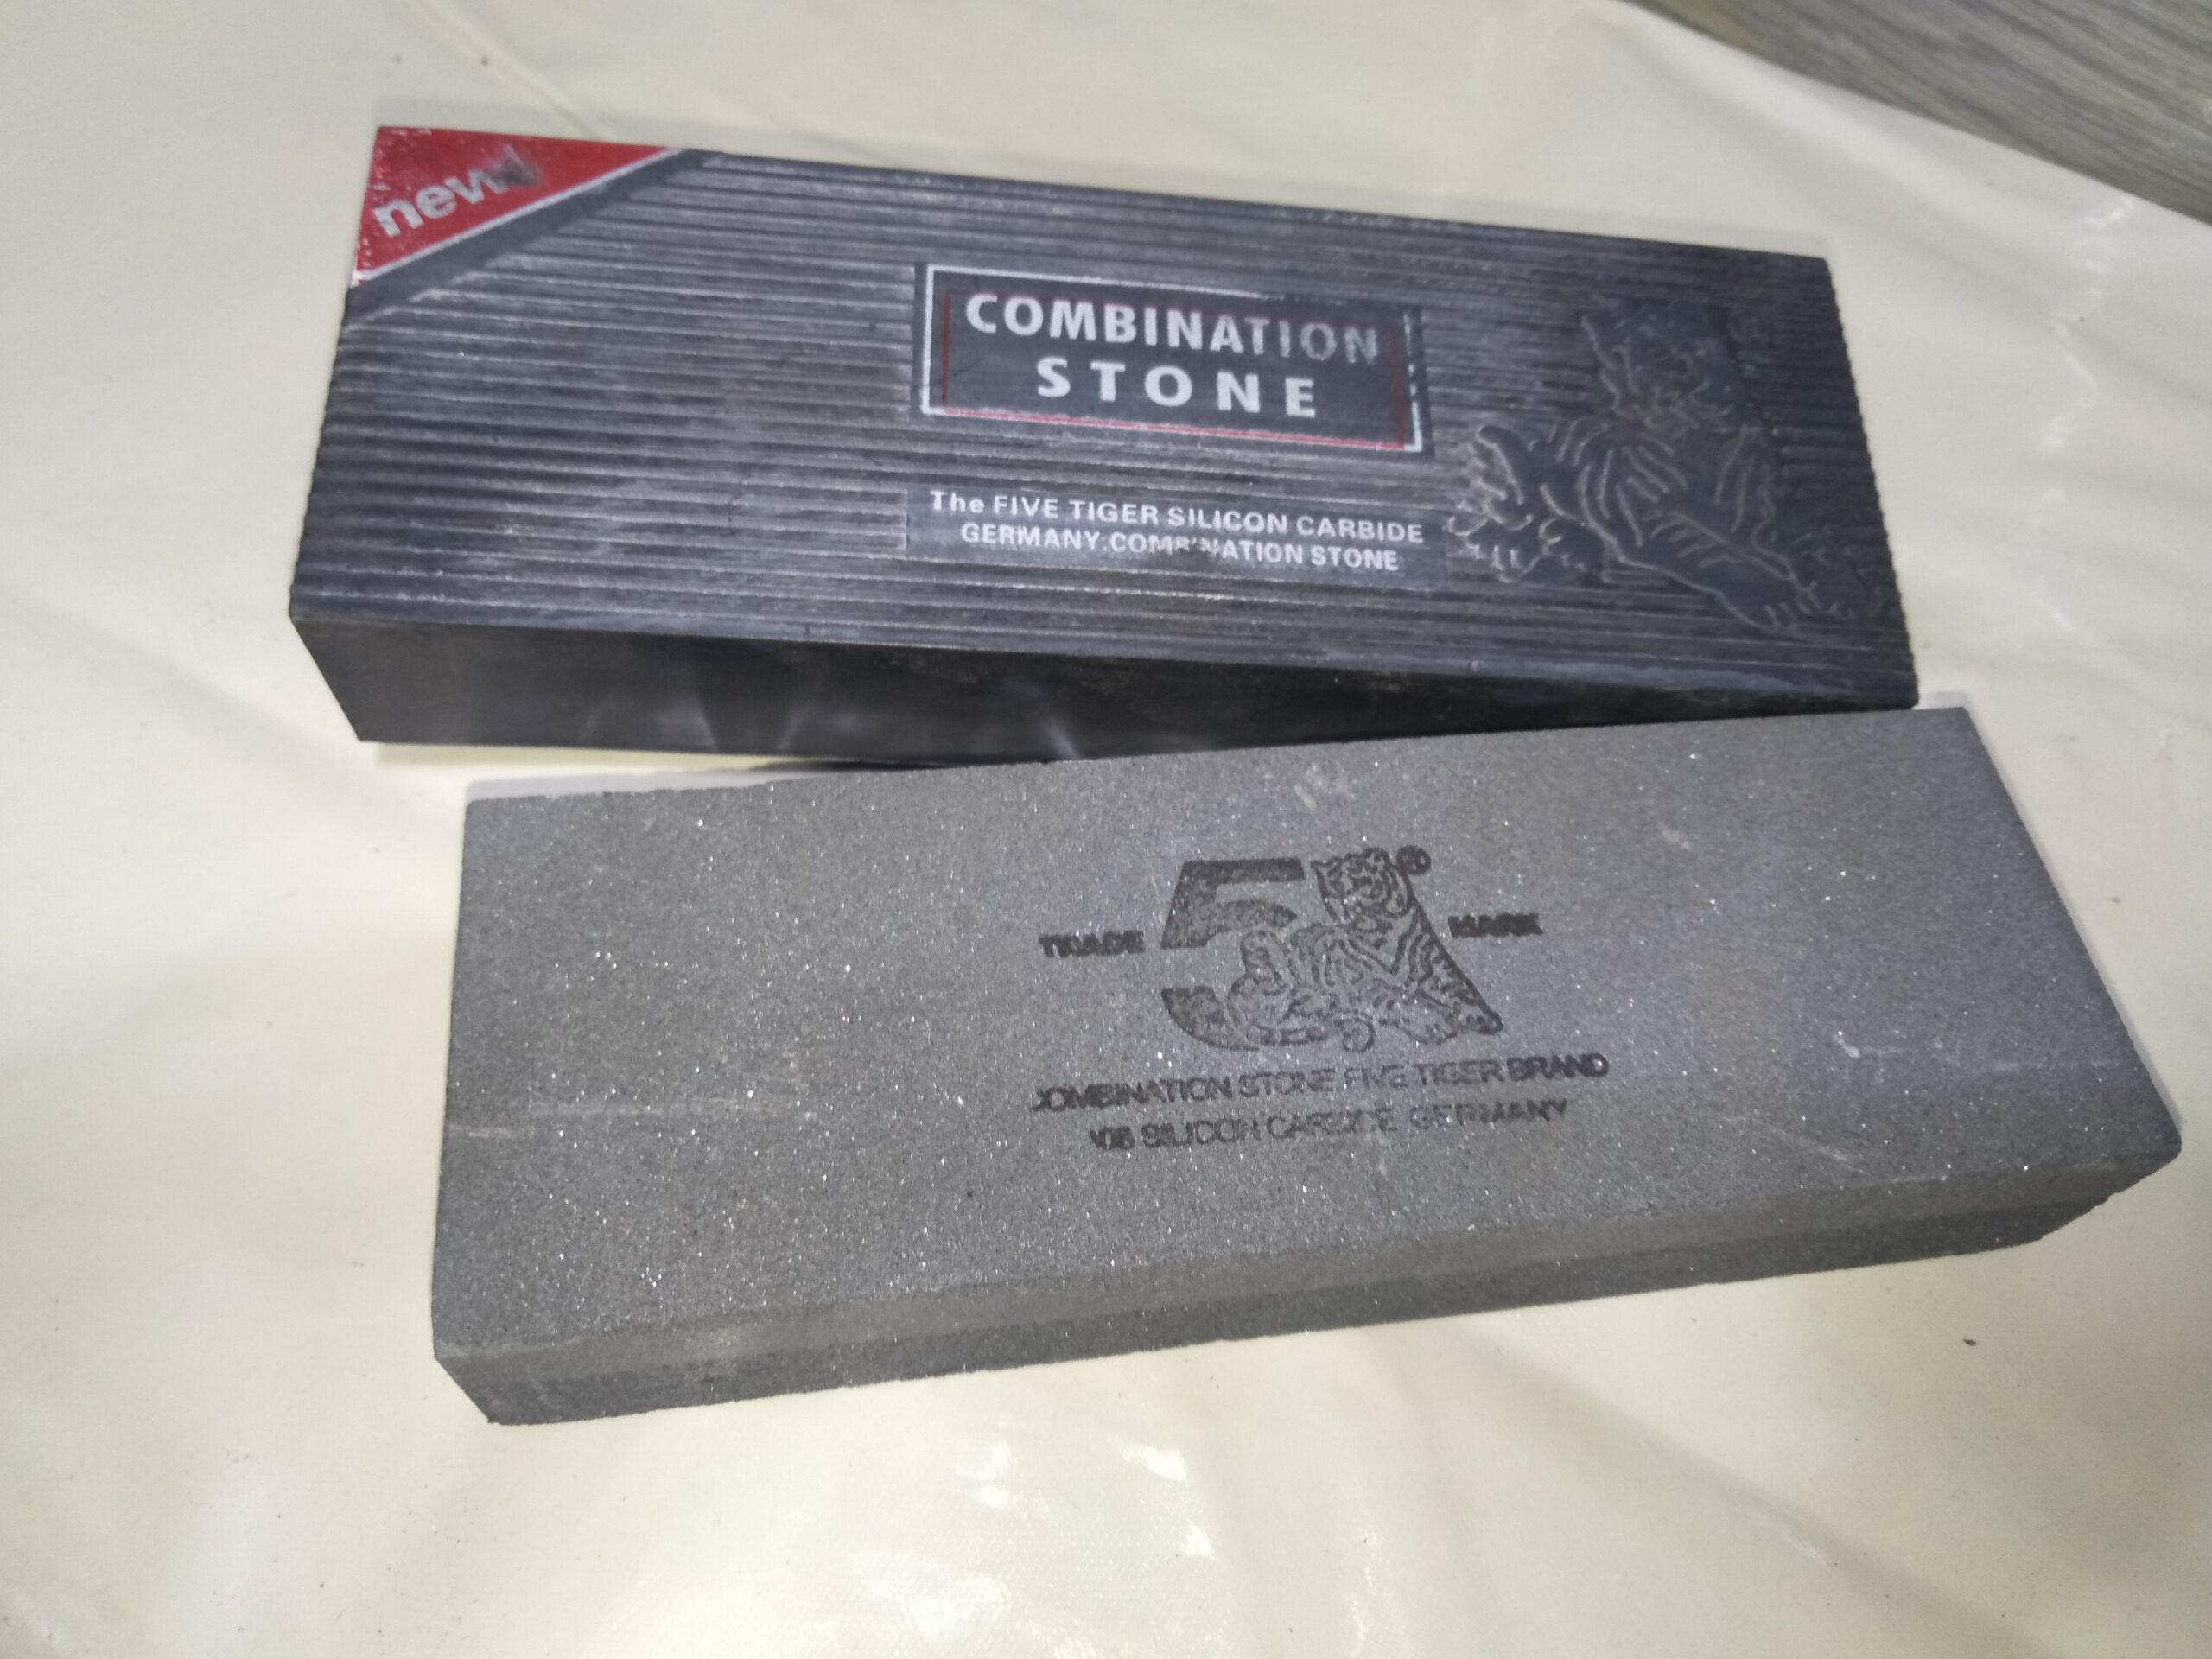 new
COMBINATION
STONE
The FIVE TIGER SILICON CARBIDE
GERMANY.COMBINATION STONE
5 ®
TRADE MARK
COMBINATION STONE FIVE TIGER BRAND
108 SILICON CARBIDE GERMANY